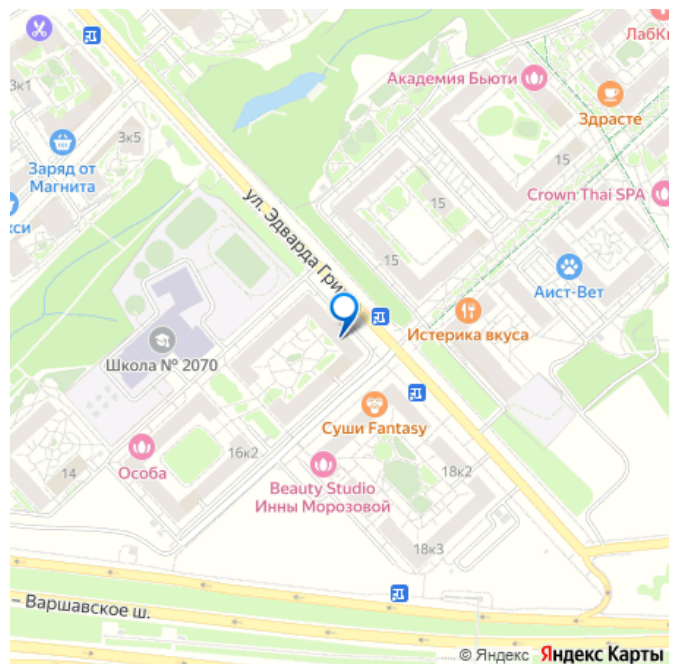 ЛабК
Академия Бьюти
3к1
Здрасте
3к5
Заряд от
Магнита
15
Crown Thai SPA
15
кси
ул. Эдварда Гри
15
Аист-Вет
Истерика вкуса
Школа № 2070
Суши Fantasy
16к2
Особа
14
18к2
Beauty Studio
Инны Морозовой
18к3
Варшавское ш.
© Яндекс Яндекс Карты